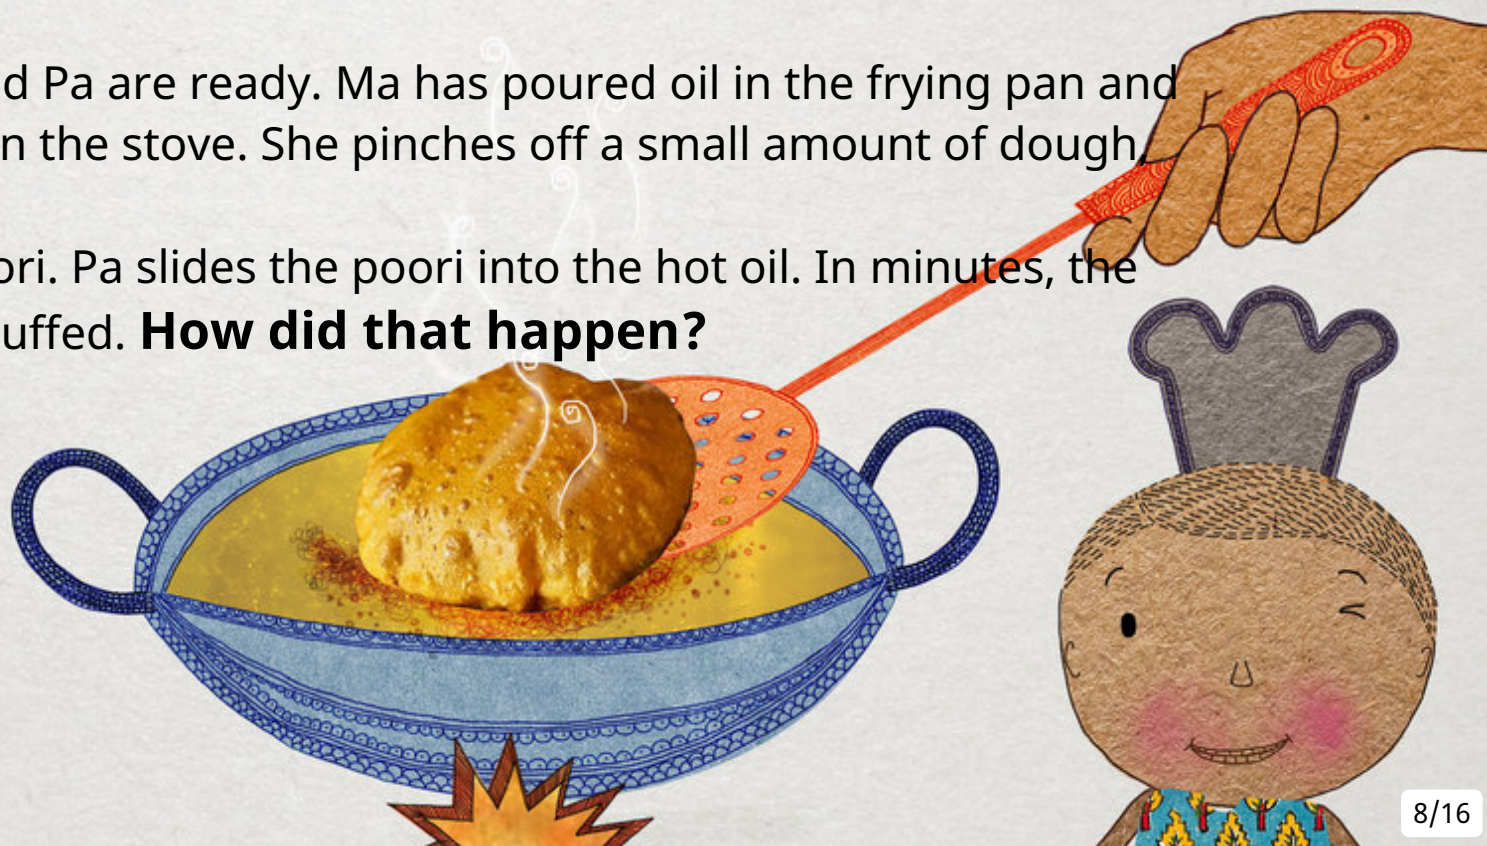 d Pa are ready. Ma has poured oil in the frying pan and
n the stove. She pinches off a small amount of dough,
ori. Pa slides the poori into the hot oil. In minutes, the
uffed. How did that happen?
8/16